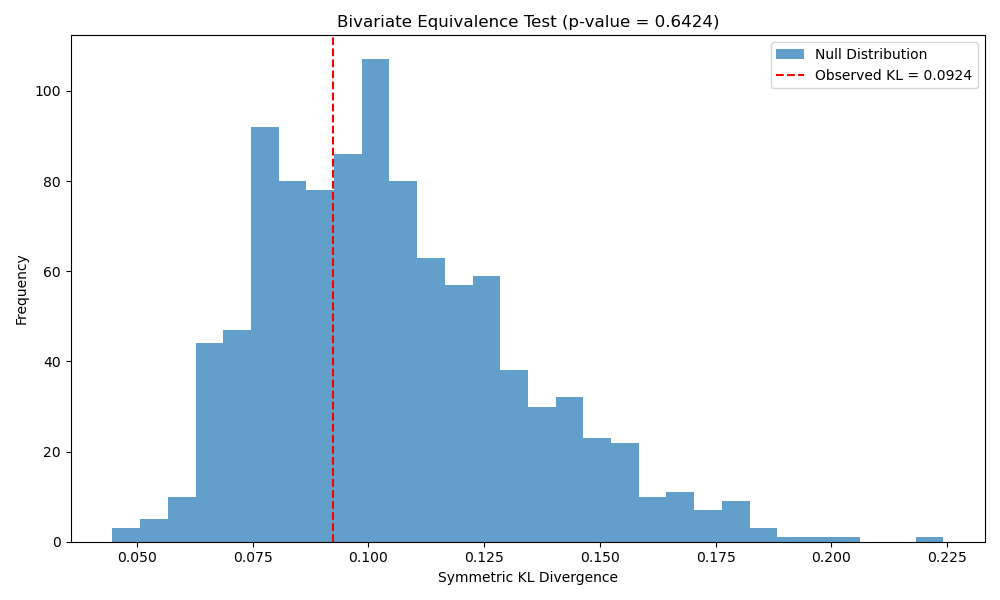 Bivariate Equivalence Test (p-value = 0.6424)
Null Distribution
Observed KL = 0.0924
Frequency
100
80
60
40
20
0
0.050 0.075 0.100 0.125 0.150 0.175 0.200 0.225
Symmetric KL Divergence